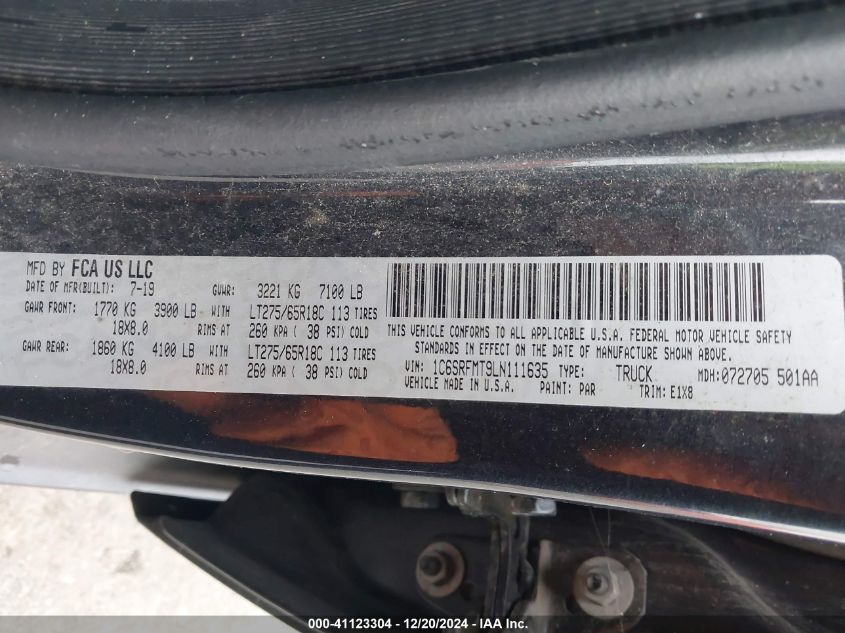 MFD BY FCA US LLC
DATE OF MFR(BUILT): 7-19 GVWR: 3221 KG 7100 LB
GAWR FRONT: 1770 KG 3900 LB WITH LT275/65R18C 113 TIRES
18X8.0 RIMS AT 260 KPA ( 38 PSI) COLD
GAWR REAR: 1860 KG 4100 LB WITH LT275/65R18C 113 TIRES
18X8.0 RIMS AT 260 KPA ( 38 PSI) COLD
THIS VEHICLE CONFORMS TO ALL APPLICABLE U.S.A. FEDERAL MOTOR VEHICLE SAFETY
STANDARDS IN EFFECT ON THE DATE OF MANUFACTURE SHOWN ABOVE.
VIN: 1C6SRFMT9LN111635 TYPE: TRUCK MDH:072705 501AA
VEHICLE MADE IN U.S.A. PAINT: PAR TRIM: E1X8
000-41123304 - 12/20/2024 - IAA Inc.